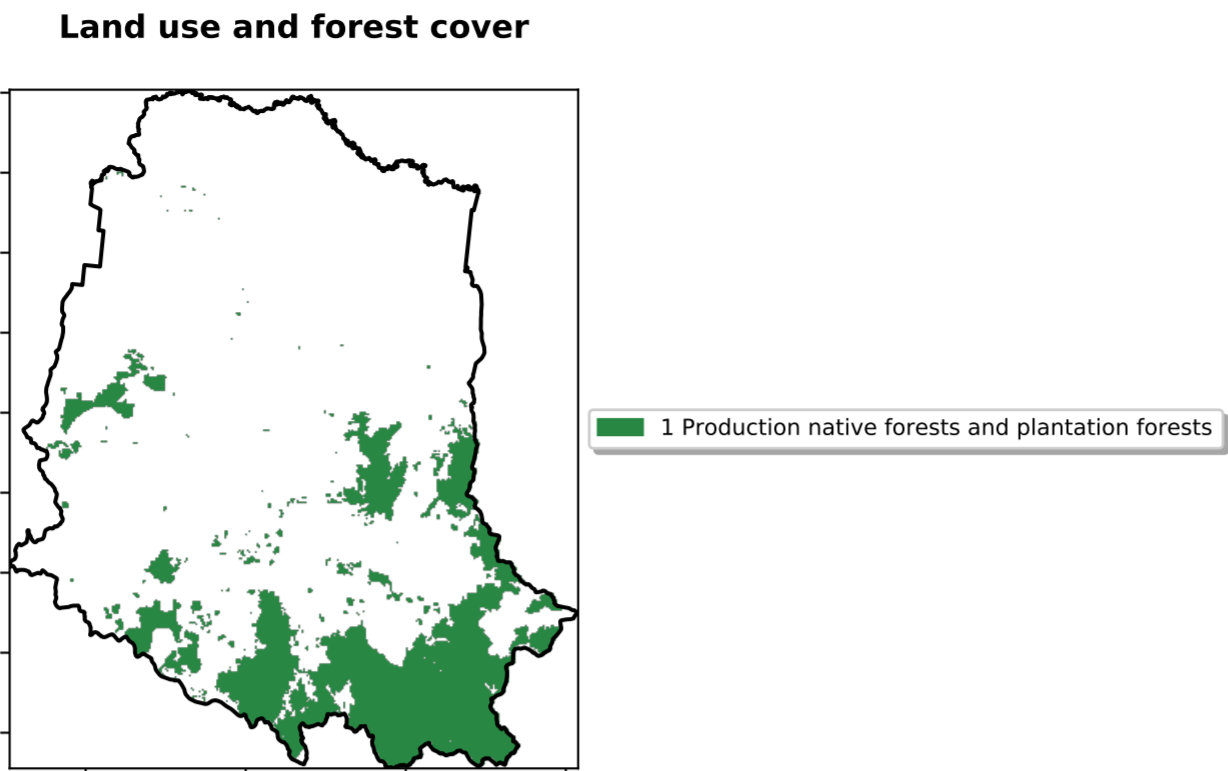 Land use and forest cover
1 Production native forests and plantation forests